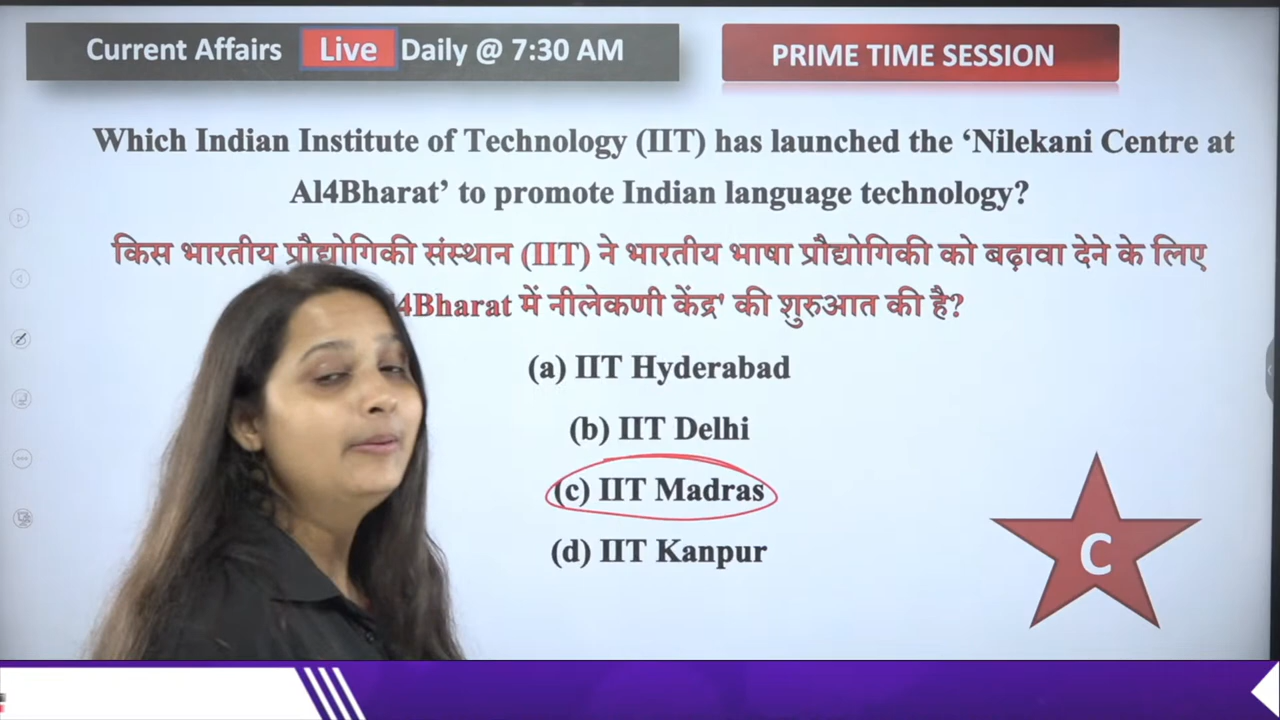 Current Affairs Live Daily @ 7:30 AM
PRIME TIME SESSION
Which Indian Institute of Technology (IIT) has launched the ‘Nilekani Centre at
Al4Bharat’ to promote Indian language technology?
किस भारतीय प्रौद्योगिकी संस्थान (IIT) ने भारतीय भाषा प्रौद्योगिकी को बढ़ावा देने के लिए
4Bharat में नीलेकणी केंद्र' की शुरुआत की है?
(a) IIT Hyderabad
(b) IIT Delhi
(c) IIT Madras
(d) IIT Kanpur
C